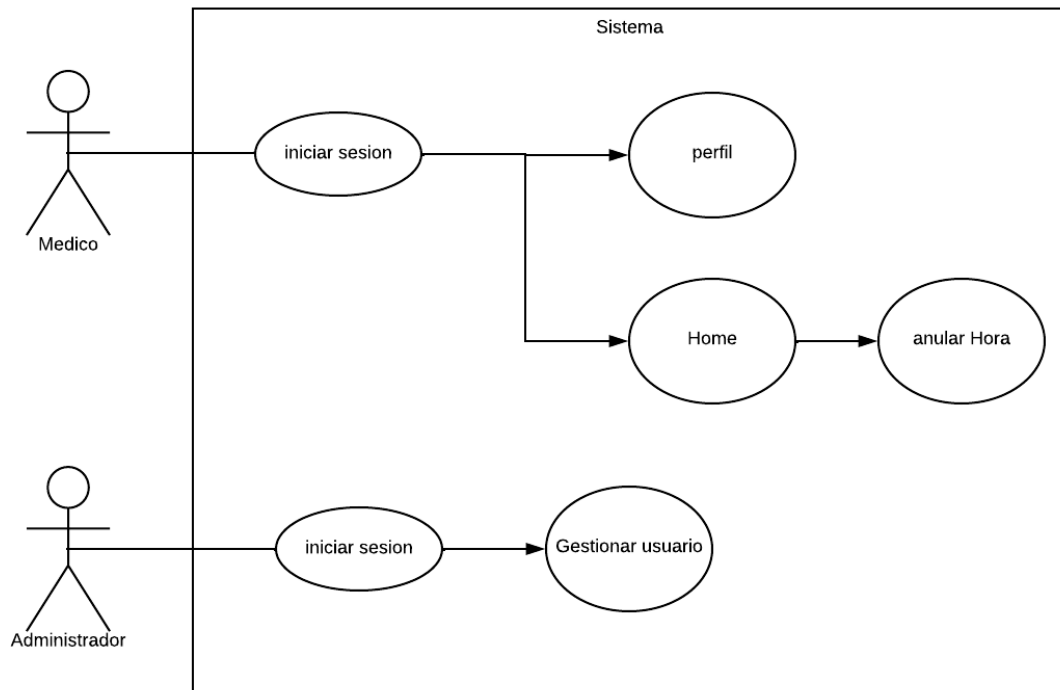 Sistema
iniciar sesion
perfil
Medico
Home
anular Hora
iniciar sesion
Gestionar usuario
Administrador